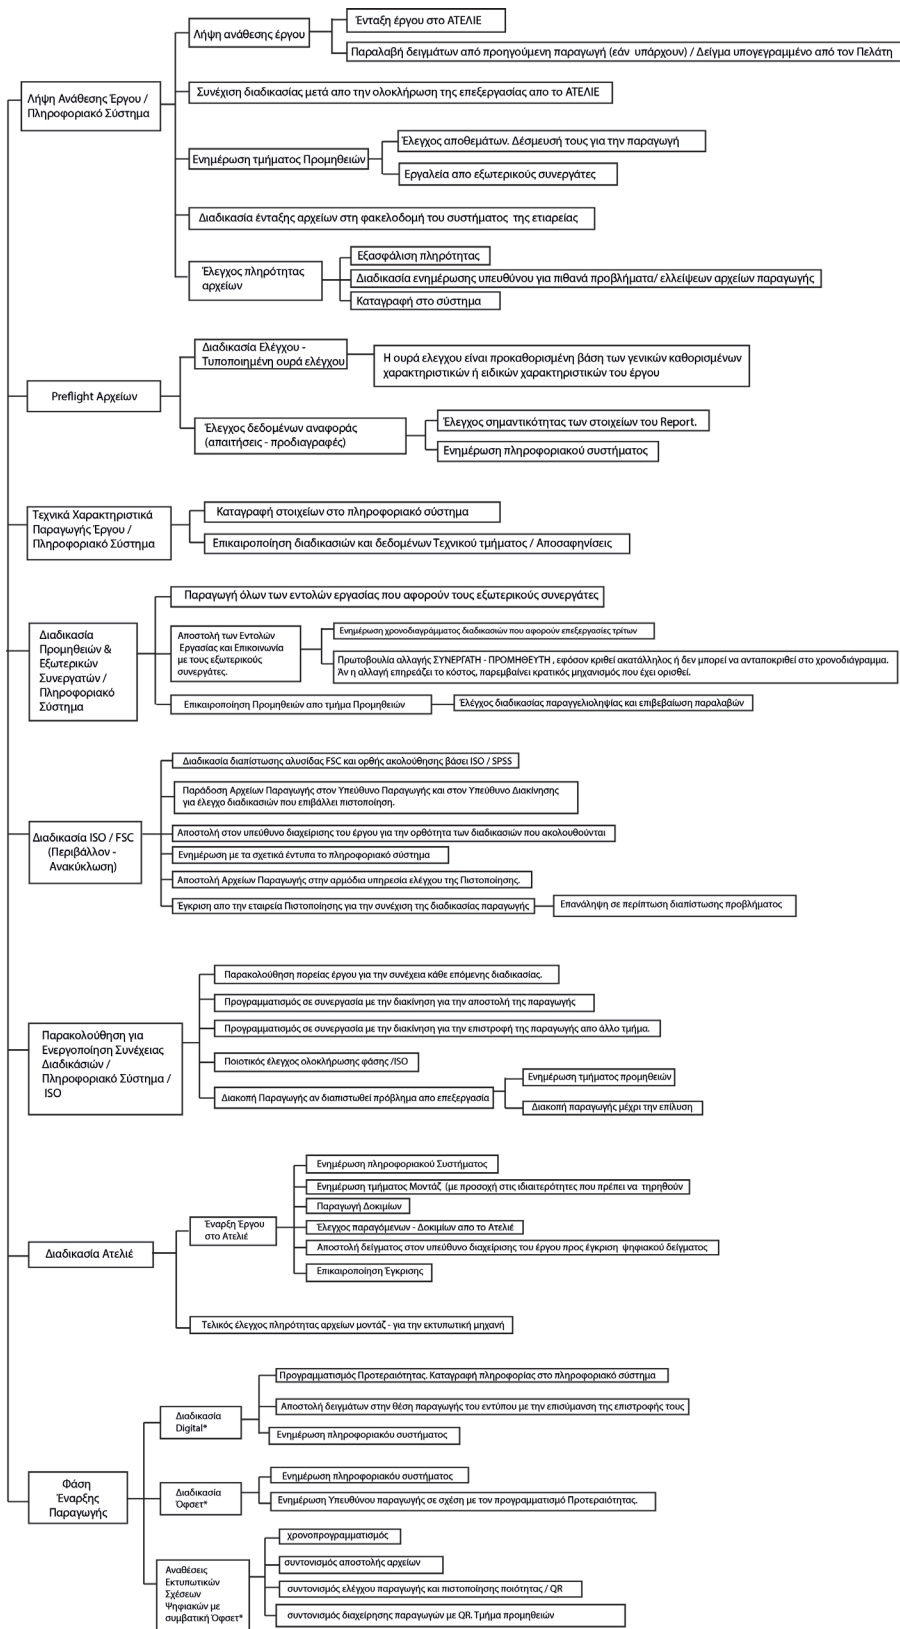 Λήψη Ανάθεσης Έργου /
Πληροφοριακό Σύστημα
Λήψη ανάθεσης έργου
Ένταξη έργου στο ΑΤΕΛΙΕ
Παραλαβή δειγμάτων από προηγούμενη παραγωγή (εάν υπάρχουν) / Δείγμα υπογεγραμμένο από τον Πελάτη
Συνέχιση διαδικασίας μετά απο την ολοκλήρωση της επεξεργασίας απο το ΑΤΕΛΙΕ
Ενημέρωση τμήματος Προμηθειών
Έλεγχος αποθεμάτων. Δέσμευσή τους για την παραγωγή
Εργαλεία απο εξωτερικούς συνεργάτες
Διαδικασία ένταξης αρχείων στη φακελοδομή του συστήματος της εταιρείας
Έλεγχος πληρότητας
αρχείων
Εξασφάλιση πληρότητας
Διαδικασία ενημέρωσης υπευθύνου για πιθανά προβλήματα/ ελλείψεων αρχείων παραγωγής
Καταγραφή στο σύστημα
Preflight Αρχείων
Διαδικασία Ελέγχου -
Τυποποιημένη ουρά ελέγχου
Η ουρά ελεγχου είναι προκαθορισμένη βάση των γενικών καθορισμένων
χαρακτηριστικών ή ειδικών χαρακτηριστικών του έργου
Έλεγχος δεδομένων αναφοράς
(απαιτήσεις - προδιαγραφές)
Έλεγχος σημαντικότητας των στοιχείων του Report.
Ενημέρωση πληροφοριακού συστήματος
Τεχνικά Χαρακτηριστικά
Παραγωγής Έργου /
Πληροφοριακό Σύστημα
Καταγραφή στοιχείων στο πληροφοριακό σύστημα
Επικαιροποίηση διαδικασιών και δεδομένων Τεχνικού τμήματος / Αποσαφηνίσεις
Διαδικασία
Προμηθειών &
Εξωτερικών
Συνεργατών /
Πληροφοριακό
Σύστημα
Παραγωγή όλων των εντολών εργασίας που αφορούν τους εξωτερικούς συνεργάτες
Αποστολή των Εντολών
Εργασίας και Επικοινωνία
με τους εξωτερικούς
συνεργάτες.
Ενημέρωση χρονοδιαγράμματος διαδικασιών που αφορούν επεξεργασίες τρίτων
Πρωτοβουλία αλλαγής ΣΥΝΕΡΓΑΤΗ - ΠΡΟΜΗΘΕΥΤΗ , εφόσον κριθεί ακατάλληλος ή δεν μπορεί να ανταποκριθεί στο χρονοδιάγραμμα.
Άν η αλλαγή επηρεάζει το κόστος, παρεμβαίνει κρατικός μηχανισμός που έχει ορισθεί.
Επικαιροποίηση Προμηθειών απο τμήμα Προμηθειών
Έλέγχος διαδικασίας παραγγελιοληψίας και επιβεβαίωση παραλαβών
Διαδικασία ISO / FSC
(Περιβάλλον -
Ανακύκλωση)
Διαδικασία διαπίστωσης αλυσίδας FSC και ορθής ακολούθησης βάσει ISO / SPSS
Παράδοση Αρχείων Παραγωγής στον Υπεύθυνο Παραγωγής και στον Υπεύθυνο Διακίνησης
για έλεγχο διαδικασιών που επιβάλλει πιστοποίηση.
Αποστολή στον υπεύθυνο διαχείρισης του έργου για την ορθότητα των διαδικασιών που ακολουθούνται
Ενημέρωση με τα σχετικά έντυπα το πληροφοριακό σύστημα
Αποστολή Αρχείων Παραγωγής στην αρμόδια υπηρεσία ελέγχου της Πιστοποίησης.
Έγκριση απο την εταιρεία Πιστοποίησης για την συνέχιση της διαδικασίας παραγωγής
Επανάληψη σε περίπτωση διαπίστωσης προβλήματος
Παρακολούθηση για
Ενεργοποίηση Συνέχειας
Διαδικάσιών /
Πληροφοριακό Σύστημα /
ISO
Παρακολούθηση πορείας έργου για την συνέχεια κάθε επόμενης διαδικασίας.
Προγραμματισμός σε συνεργασία με την διακίνηση για την αποστολή της παραγωγής
Προγραμματισμός σε συνεργασία με την διακίνηση για την επιστροφή της παραγωγής απο άλλο τμήμα.
Ποιοτικός έλεγχος ολοκλήρωσης φάσης /ISO
Διακοπή Παραγωγής αν διαπιστωθεί πρόβλημα απο επεξεργασία
Ενημέρωση τμήματος προμηθειών
Διακοπή παραγωγής μέχρι την επίλυση
Διαδικασία Ατελιέ
Έναρξη Έργου
στο Ατελιέ
Ενημέρωση πληροφοριακού Συστήματος
Ενημέρωση τμήματος Μοντάζ (με προσοχή στις ιδιαιτερότητες που πρέπει να τηρηθούν
Παραγωγή Δοκιμίων
Έλεγχος παραγόμενων - Δοκιμίων απο το Ατελιέ
Αποστολή δείγματος στον υπεύθυνο διαχείρισης του έργου προς έγκριση ψηφιακού δείγματος
Επικαιροποίηση Έγκρισης
Τελικός έλεγχος πληρότητας αρχείων μοντάζ - για την εκτυπωτική μηχανή
Φάση
Έναρξης
Παραγωγής
Διαδικασία
Digital*
Προγραμματισμός Προτεραιότητας. Καταγραφή πληροφορίας στο πληροφοριακό σύστημα
Αποστολή δειγμάτων στην θέση παραγωγής του εντύπου με την επισύμανση της επιστροφής τους
Ενημέρωση πληροφοριακόυ συστήματος
Διαδικασία
Όφσετ*
Ενημέρωση πληροφοριακόυ συστήματος
Ενημέρωση Υπευθύνου παραγωγής σε σχέση με τον προγραμματισμό Προτεραιότητας.
Αναθέσεις
Εκτυπωτικών
Σχέσεων
Ψηφιακών με
συμβατική Όφσετ*
χρονοπρογραμματισμός
συντονισμός αποστολής αρχείων
συντονισμός ελέγχου παραγωγής και πιστοποίησης ποιότητας / QR
συντονισμός διαχείρησης παραγωγών με QR. Τμήμα προμηθειών